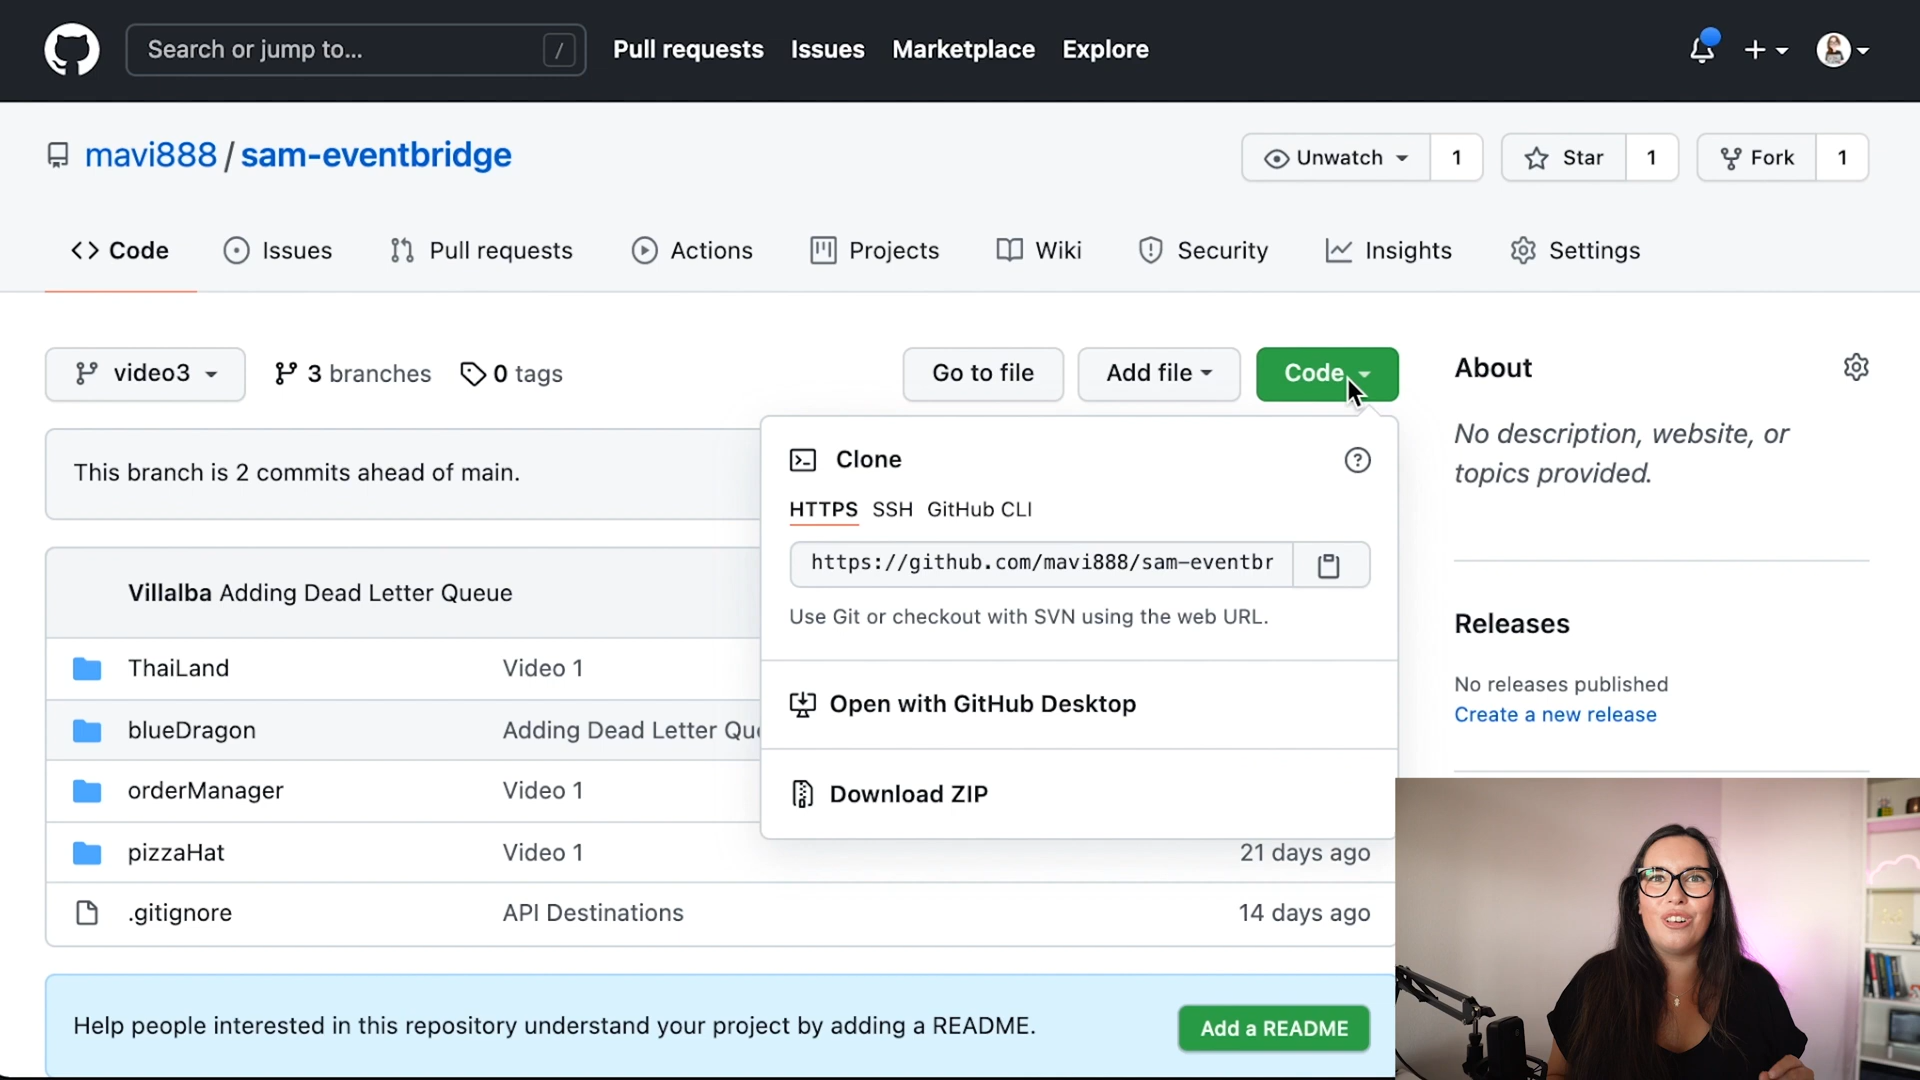 Search or jump to... /
Pull requests Issues Marketplace Explore
mavi888 / sam-eventbridge
Unwatch 1 Star 1 Fork 1
Code Issues Pull requests Actions Projects Wiki Security Insights Settings
video3 3 branches 0 tags Go to file Add file Code
About
No description, website, or
topics provided.
This branch is 2 commits ahead of main.
Clone
HTTPS SSH GitHub CLI
https://github.com/mavi888/sam-eventbr
Use Git or checkout with SVN using the web URL.
Open with GitHub Desktop
Download ZIP
Releases
No releases published
Create a new release
Villalba Adding Dead Letter Queue
ThaiLand Video 1
blueDragon Adding Dead Letter Qu
orderManager Video 1
pizzaHat Video 1 21 days ago
.gitignore API Destinations 14 days ago
Help people interested in this repository understand your project by adding a README.
Add a README